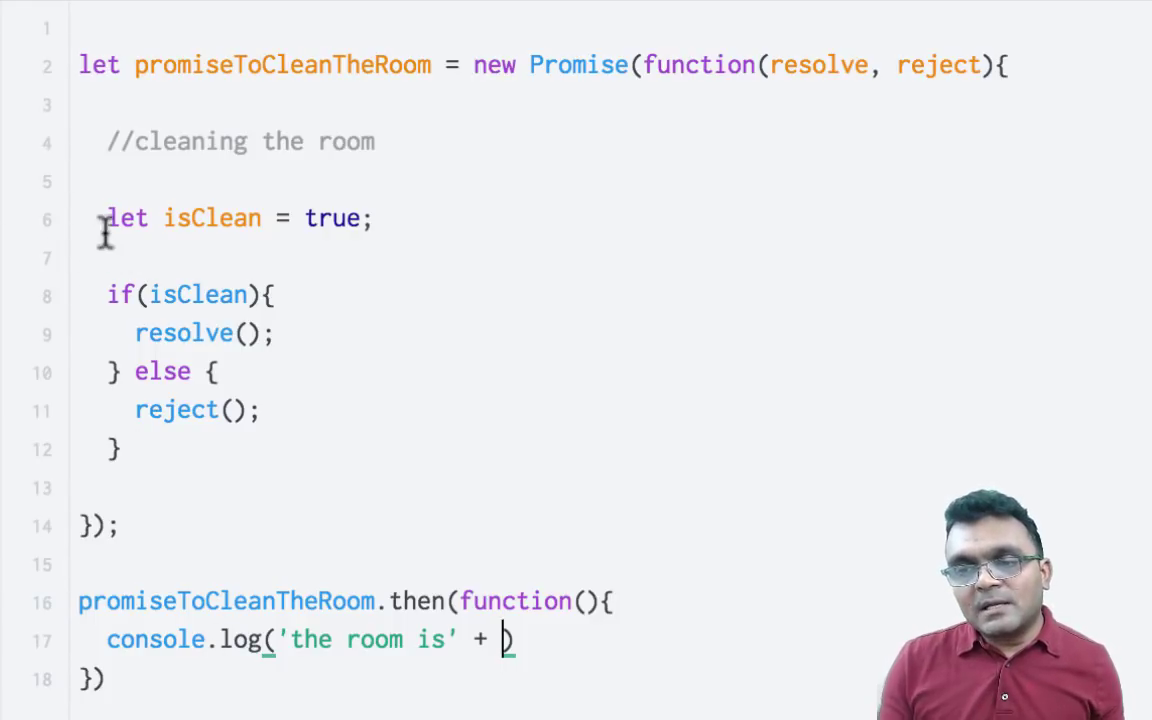 1
2 let promiseToCleanTheRoom = new Promise(function(resolve, reject){
3
4 //cleaning the room
5
6 let isClean = true;
7
8 if(isClean){
9 resolve();
10 } else {
11 reject();
12 }
13
14 });
15
16 promiseToCleanTheRoom.then(function(){
17 console.log('the room is' + )
18 })